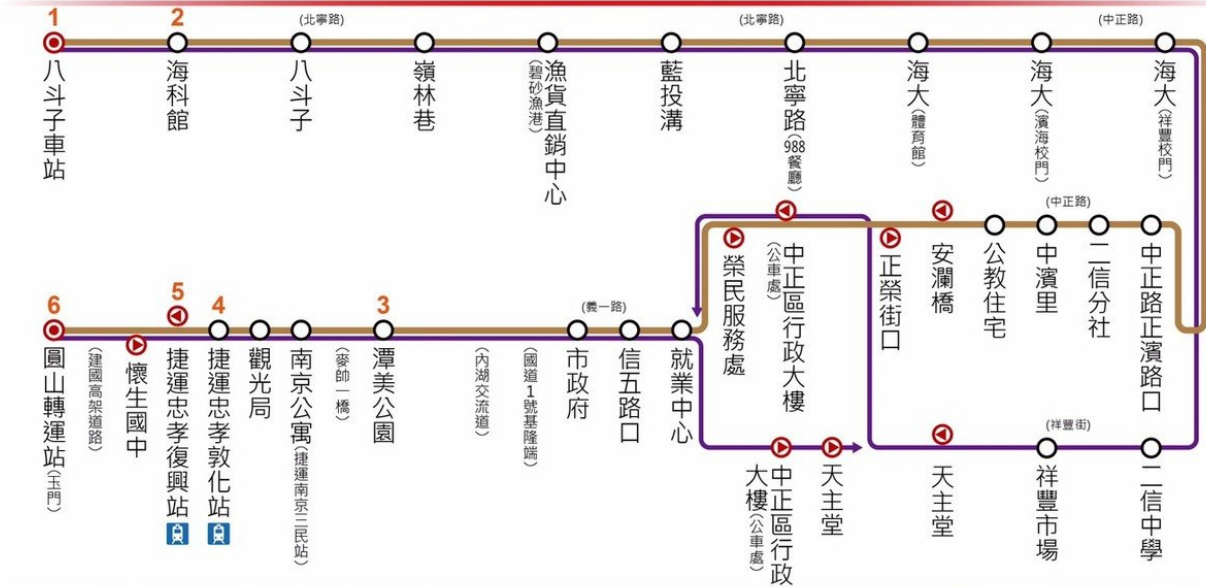 1
八斗子車站
2
海科館
(北寧路)
八斗子
嶺林巷
漁貨直銷中心
(碧砂漁港)
藍投溝
(北寧路)
北寧路(988餐廳)
海大(體育館)
(中正路)
海大(濱海校門)
海大(祥豐校門)
(中正路)
中正路正濱路口
二信分社
中濱里
公教住宅
安瀾橋
正榮街口
中正區行政大樓
(公車處)
榮民服務處
(祥豐街)
二信中學
祥豐市場
天主堂
天主堂
中正區行政
大樓(公車處)
就業中心
信五路口
(義一路)
市政府
(國道1號基隆端)
(內湖交流道)
3
潭美公園
(麥帥一橋)
南京公寓(捷運南京三民站)
觀光局
4
捷運忠孝敦化站
5
捷運忠孝復興站
懷生國中
(建國高架道路)
6
圓山轉運站(玉門)